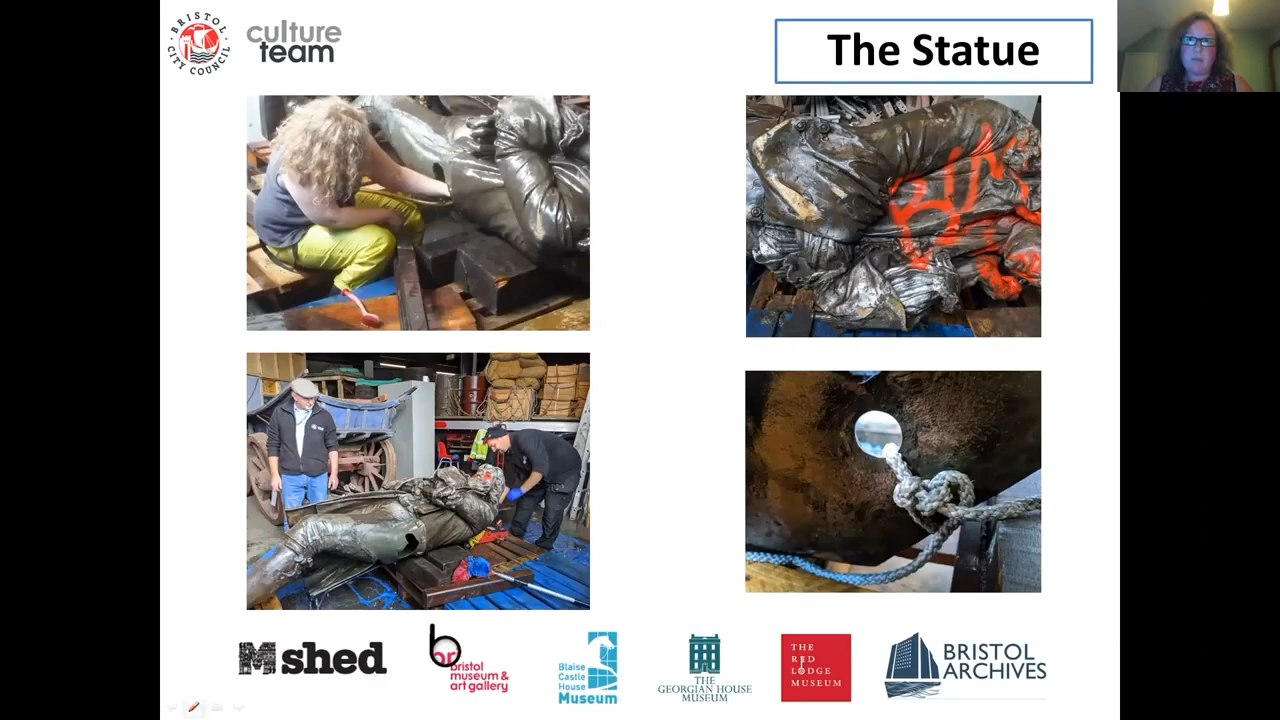 BRISTOL
CITY COUNCIL
culture
team
The Statue
M shed
br
bristol
museum &
art gallery
Blaise
Castle
House
Museum
THE
GEORGIAN HOUSE
MUSEUM
THE
RED
LODGE
MUSEUM
BRISTOL
ARCHIVES